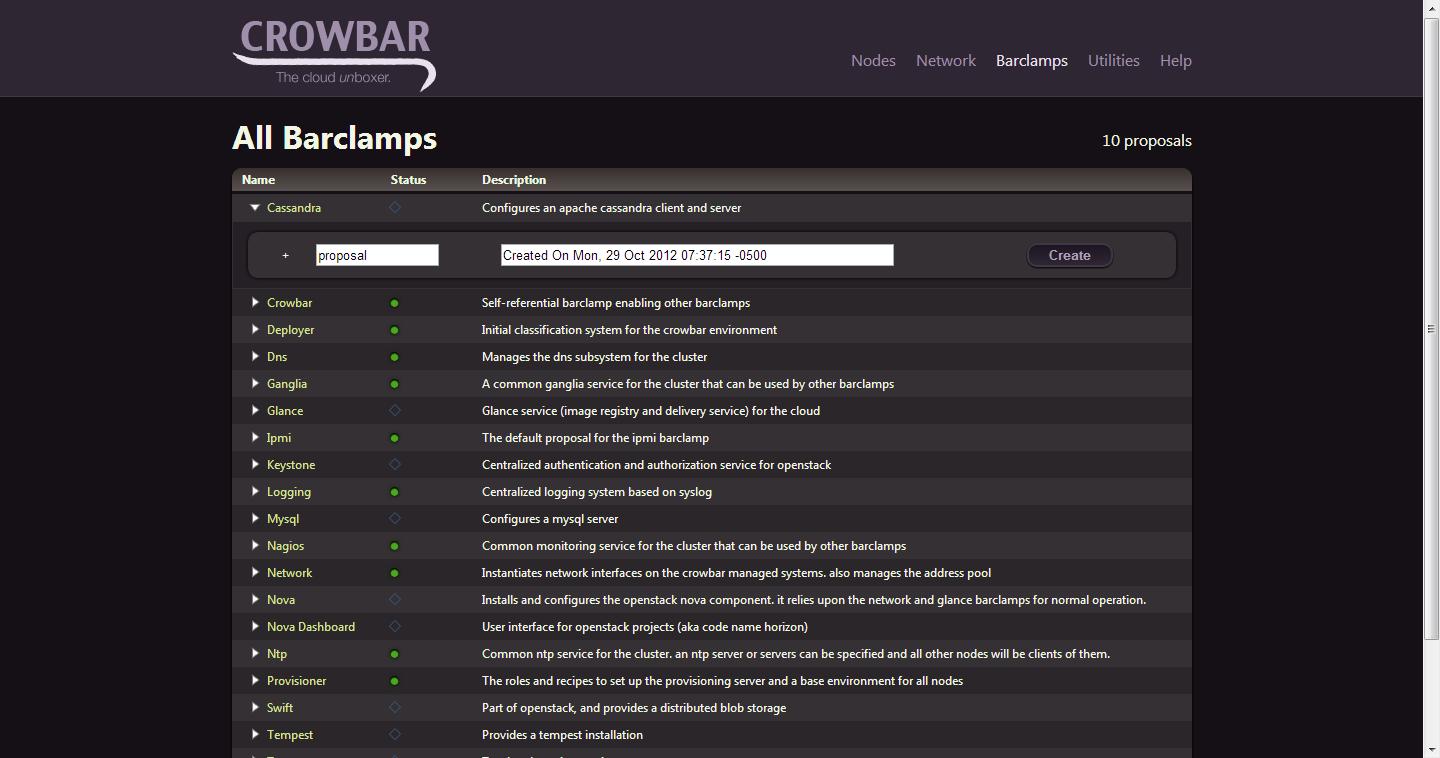 CROWBAR
The cloud unboxer.
Nodes Network Barclamps Utilities Help
All Barclamps
10 proposals
Name Status Description
Cassandra Configures an apache cassandra client and server
+ proposal Created On Mon, 29 Oct 2012 07:37:15 -0500 Create
Crowbar Self-referential barclamp enabling other barclamps
Deployer Initial classification system for the crowbar environment
Dns Manages the dns subsystem for the cluster
Ganglia A common ganglia service for the cluster that can be used by other barclamps
Glance Glance service (image registry and delivery service) for the cloud
Ipmi The default proposal for the ipmi barclamp
Keystone Centralized authentication and authorization service for openstack
Logging Centralized logging system based on syslog
Mysql Configures a mysql server
Nagios Common monitoring service for the cluster that can be used by other barclamps
Network Instantiates network interfaces on the crowbar managed systems. also manages the address pool
Nova Installs and configures the openstack nova component. it relies upon the network and glance barclamps for normal operation.
Nova Dashboard User interface for openstack projects (aka code name horizon)
Ntp Common ntp service for the cluster. an ntp server or servers can be specified and all other nodes will be clients of them.
Provisioner The roles and recipes to set up the provisioning server and a base environment for all nodes
Swift Part of openstack, and provides a distributed blob storage
Tempest Provides a tempest installation